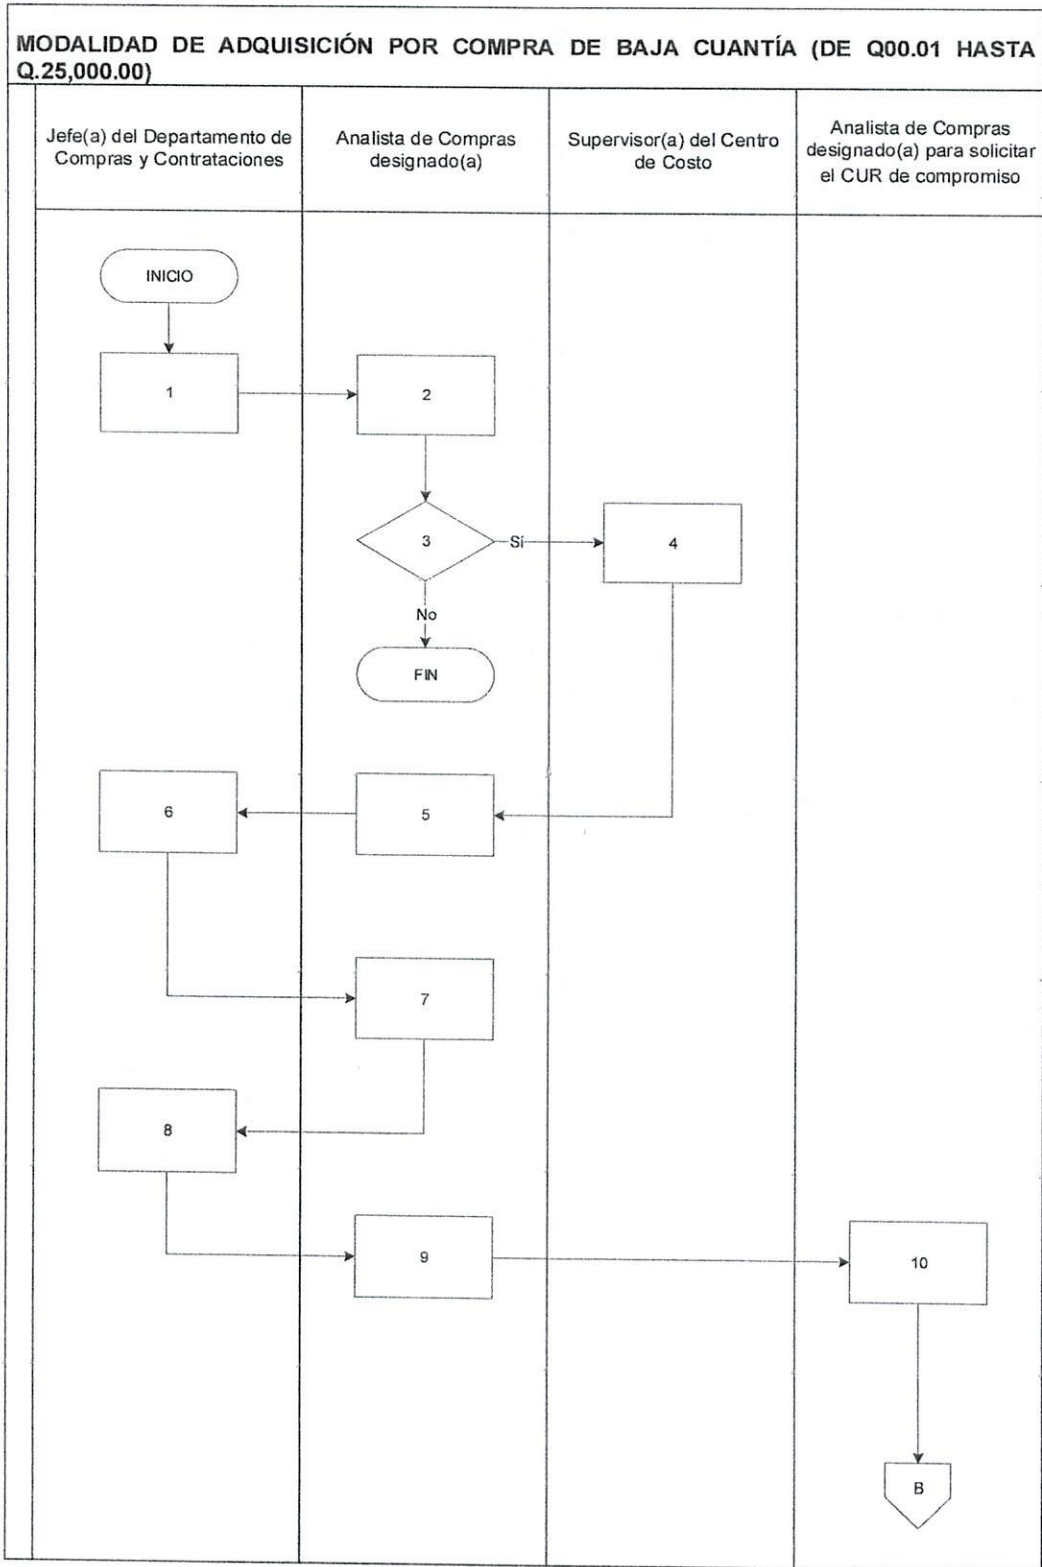 MODALIDAD DE ADQUISICIÓN POR COMPRA DE BAJA CUANTÍA (DE Q00.01 HASTA
Q.25,000.00)
Jefe(a) del Departamento de
Compras y Contrataciones
Analista de Compras
designado(a)
Supervisor(a) del Centro
de Costo
Analista de Compras
designado(a) para solicitar
el CUR de compromiso
INICIO
1
2
3
Sí
4
No
FIN
6
5
7
8
9
10
B